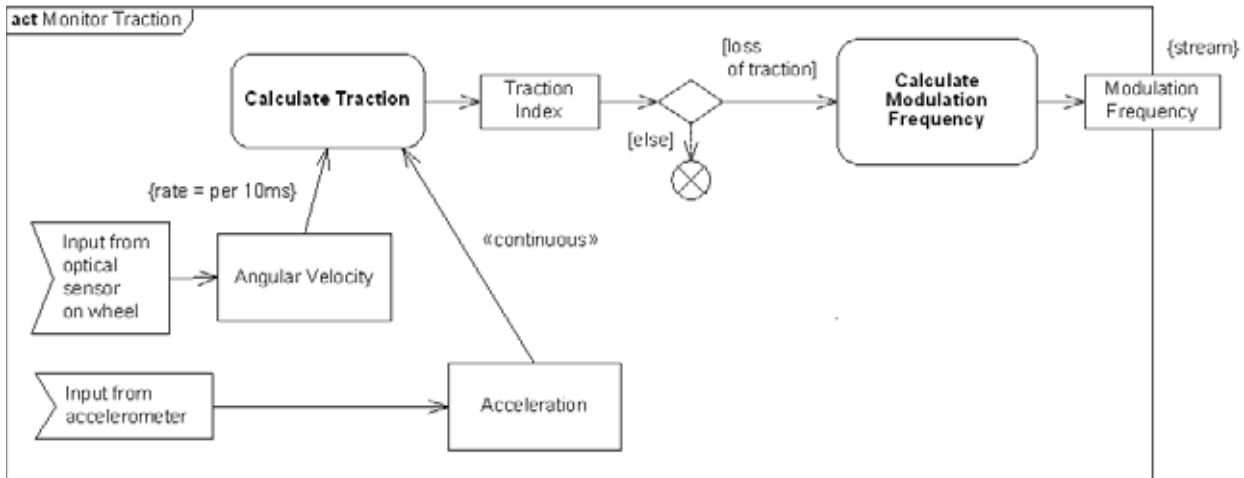 act Monitor Traction
{stream}
[loss
of traction]
Calculate Traction
Traction
Index
Calculate
Modulation
Frequency
Modulation
Frequency
[else]
{rate = per 10ms}
Input from
optical
sensor
on wheel
Angular Velocity
«continuous»
Input from
accelerometer
Acceleration